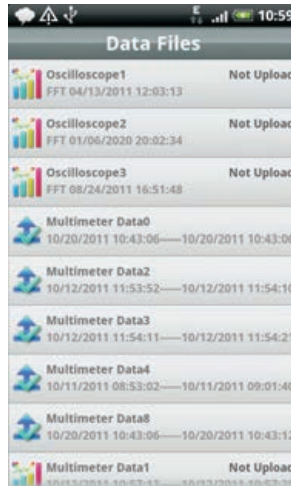 E
10:59
Data Files
Oscilloscope1 Not Upload
FFT 04/13/2011 12:03:13
Oscilloscope2 Not Upload
FFT 01/06/2020 20:02:34
Oscilloscope3 Not Upload
FFT 08/24/2011 16:51:48
Multimeter Data0
10/20/2011 10:43:06-----10/20/2011 10:43:06
Multimeter Data2
10/12/2011 11:53:52-----10/12/2011 11:54:10
Multimeter Data3
10/12/2011 11:54:11-----10/12/2011 11:54:21
Multimeter Data4
10/11/2011 08:53:02-----10/11/2011 09:01:40
Multimeter Data8
10/20/2011 10:43:06-----10/20/2011 10:43:12
Multimeter Data1 Not Upload